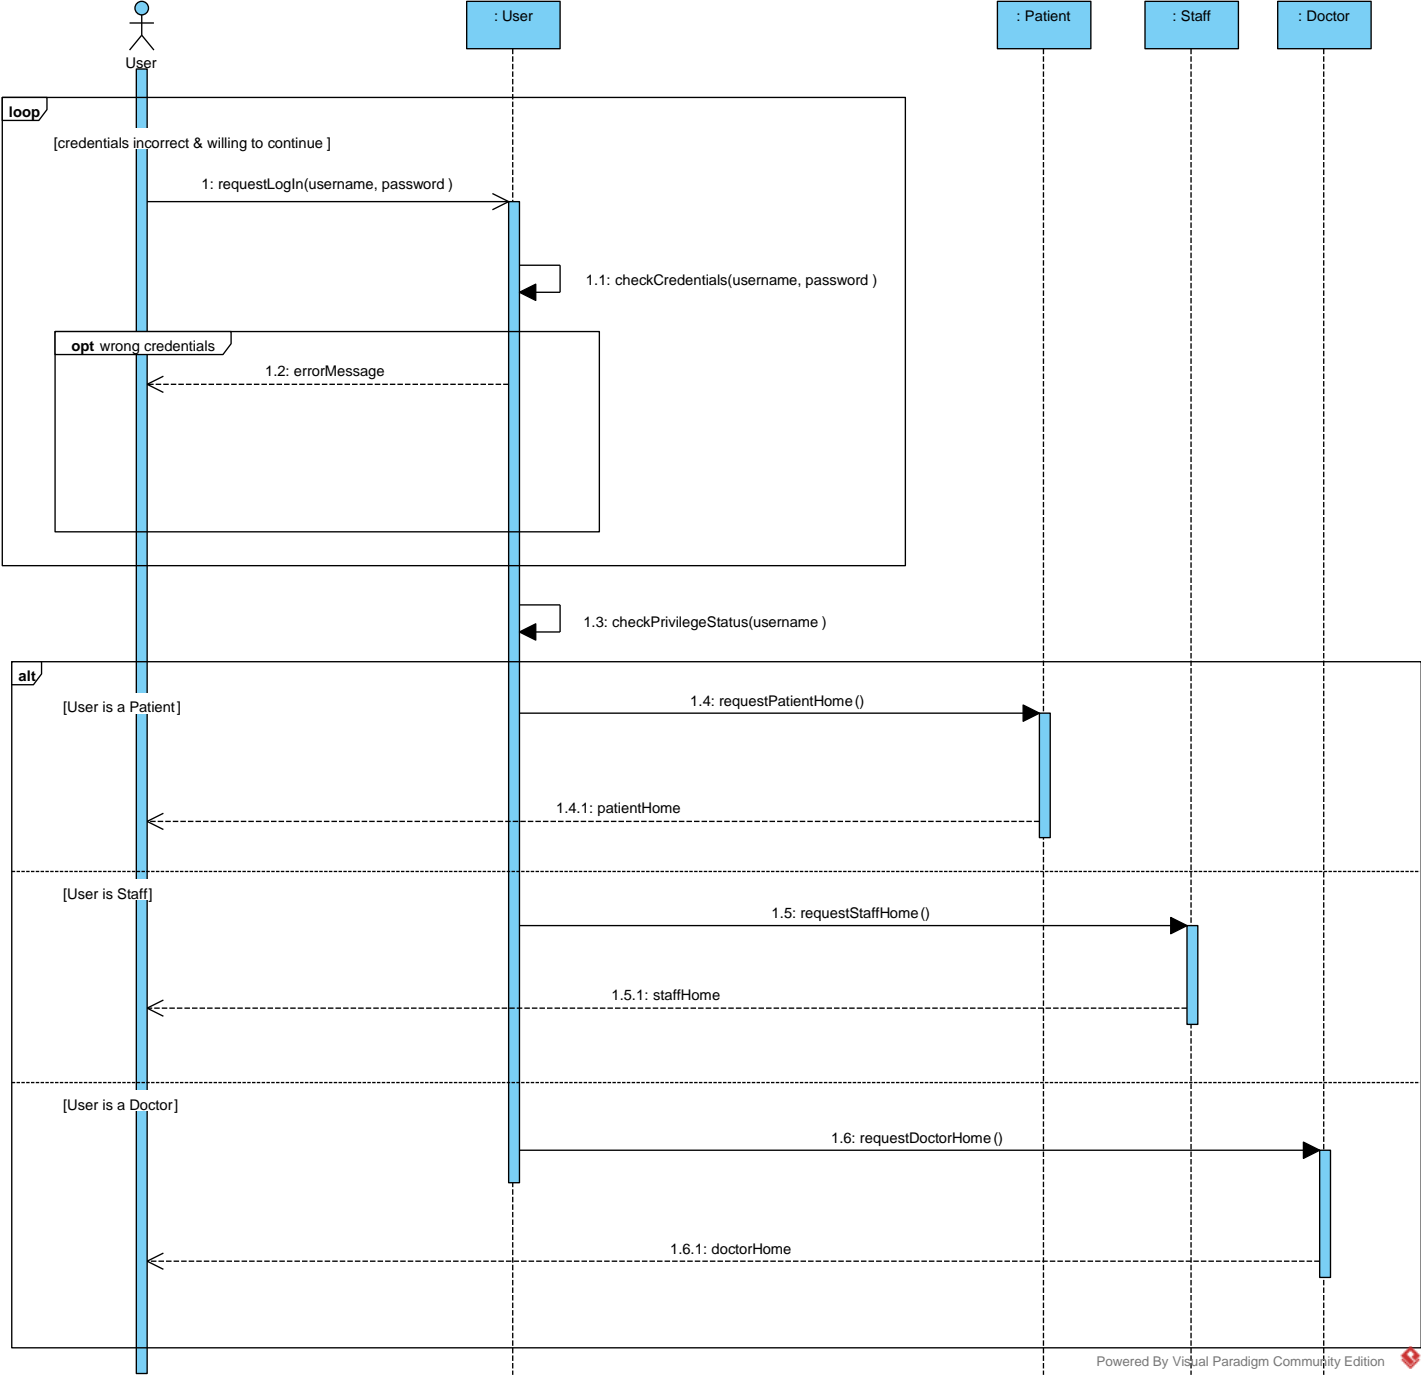 User
: User
: Patient
: Staff
: Doctor
loop
[credentials incorrect & willing to continue ]
1: requestLogIn(username, password )
1.1: checkCredentials(username, password )
opt wrong credentials
1.2: errorMessage
1.3: checkPrivilegeStatus(username )
alt
[User is a Patient]
1.4: requestPatientHome()
1.4.1: patientHome
[User is Staff]
1.5: requestStaffHome()
1.5.1: staffHome
[User is a Doctor]
1.6: requestDoctorHome()
1.6.1: doctorHome
Powered By Visual Paradigm Community Edition